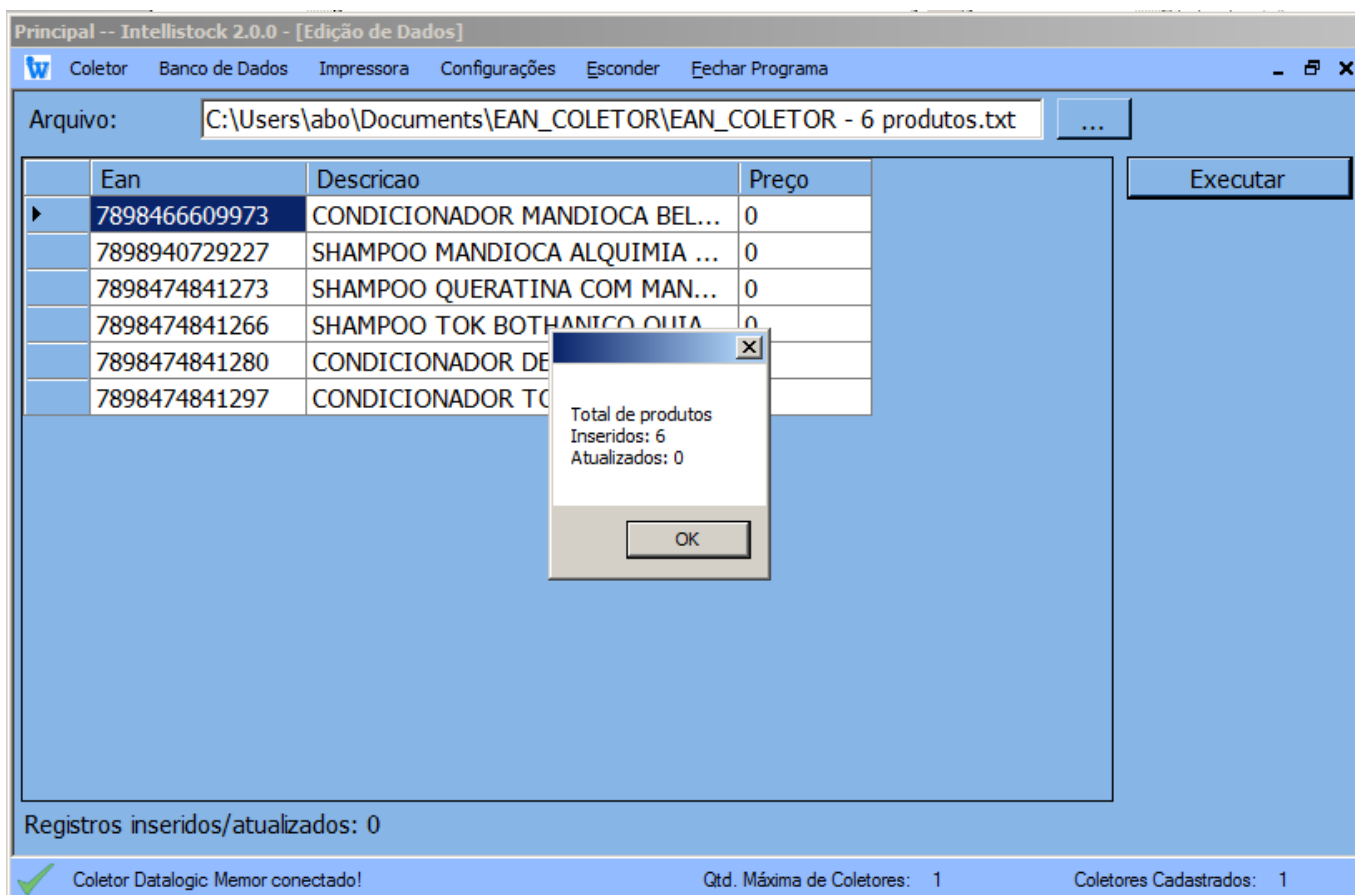 Principal -- Intellistock 2.0.0 - [Edição de Dados]
Coletor Banco de Dados Impressora Configurações Esconder Fechar Programa
Arquivo: C:\Users\abo\Documents\EAN_COLETOR\EAN_COLETOR - 6 produtos.txt ...
Ean Descricao Preço
Executar
7898466609973 CONDICIONADOR MANDIOCA BEL... 0
7898940729227 SHAMPOO MANDIOCA ALQUIMIA ... 0
7898474841273 SHAMPOO QUERATINA COM MAN... 0
7898474841266 SHAMPOO TOK BOTHANICO QUIA 0
7898474841280 CONDICIONADOR DE
7898474841297 CONDICIONADOR TO
Total de produtos
Inseridos: 6
Atualizados: 0
OK
Registros inseridos/atualizados: 0
Coletor Datalogic Memor conectado! Qtd. Máxima de Coletores: 1 Coletores Cadastrados: 1